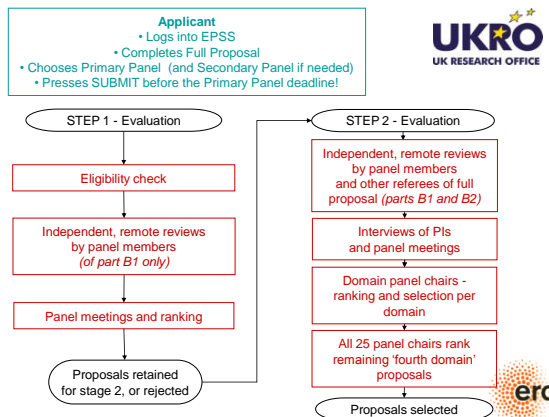 Applicant
• Logs into EPSS
• Completes Full Proposal
• Chooses Primary Panel (and Secondary Panel if needed)
• Presses SUBMIT before the Primary Panel deadline!
UKRO
UK RESEARCH OFFICE
STEP 1 - Evaluation
Eligibility check
Independent, remote reviews
by panel members
(of part B1 only)
Panel meetings and ranking
Proposals retained
for stage 2, or rejected
STEP 2 - Evaluation
Independent, remote reviews
by panel members
and other referees of full
proposal (parts B1 and B2)
Interviews of PIs
and panel meetings
Domain panel chairs -
ranking and selection per
domain
All 25 panel chairs rank
remaining 'fourth domain'
proposals
Proposals selected
erc